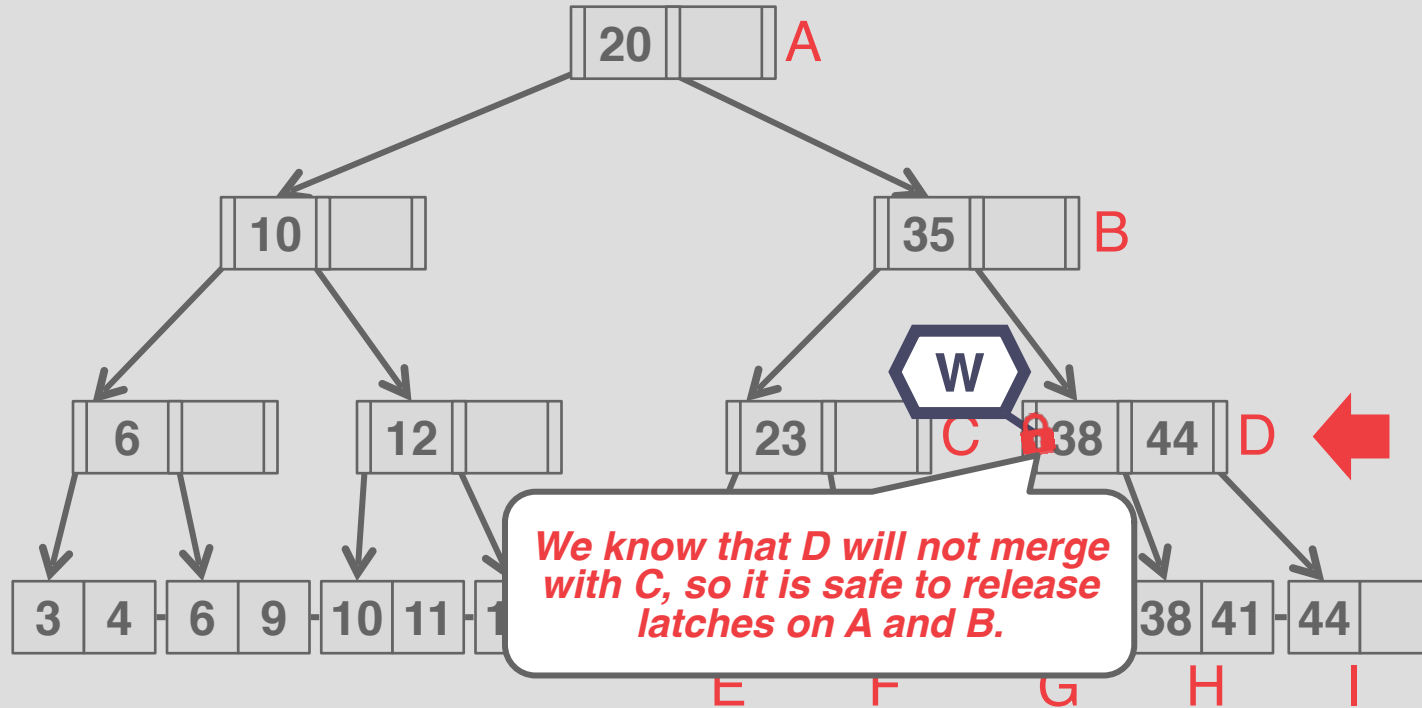 20 A
10 35 B
W
6 12 23 C 38 44 D
We know that D will not merge
with C, so it is safe to release
latches on A and B.
3 4 6 9 10 11 38 41 44
E F G H I